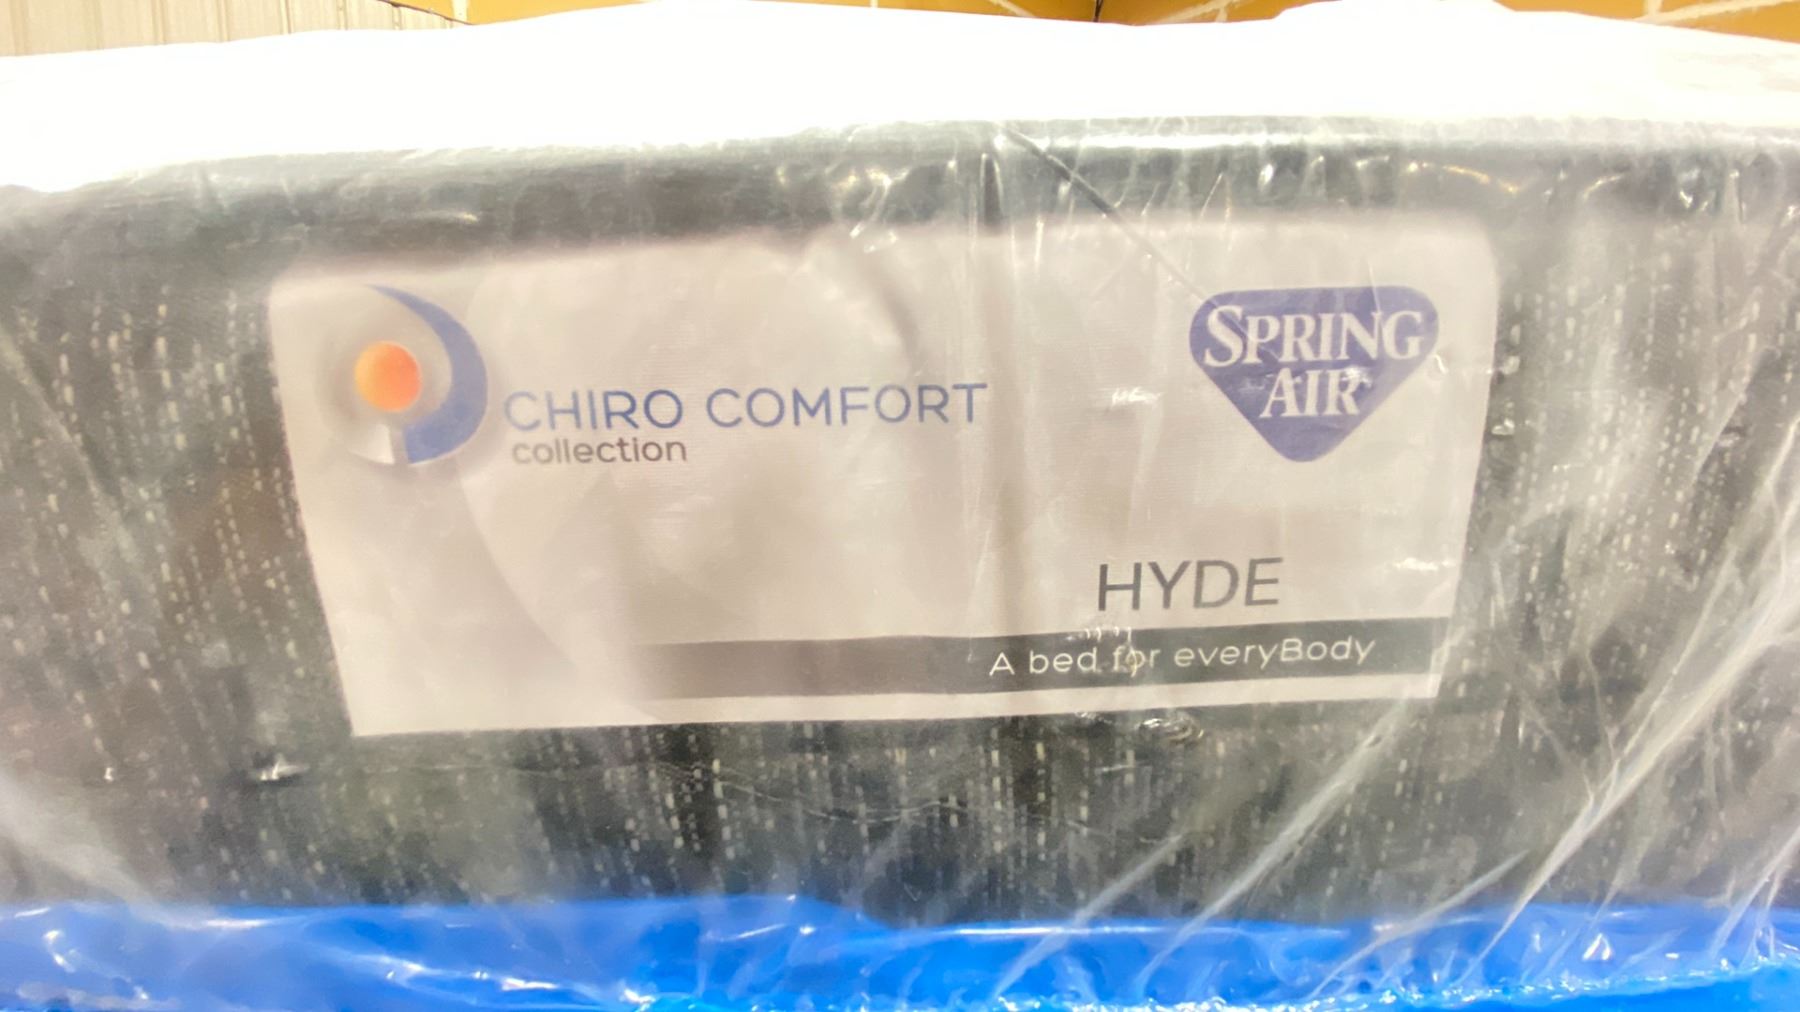 CHIRO COMFORT
collection
SPRING
AIR
HYDE
A bed for everyBody